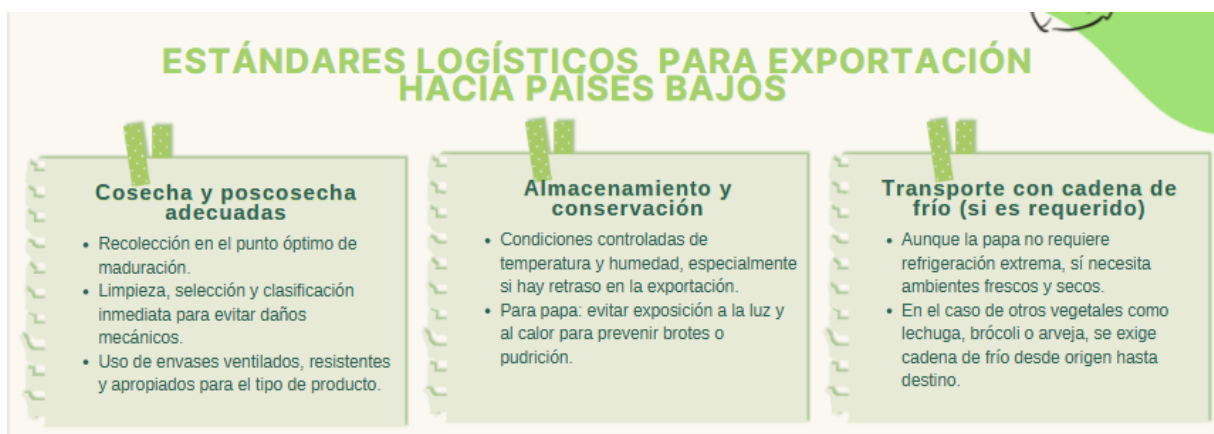 ESTÁNDARES LOGÍSTICOS PARA EXPORTACIÓN
HACIA PAÍSES BAJOS
Cosecha y poscosecha
adecuadas
• Recolección en el punto óptimo de
maduración.
• Limpieza, selección y clasificación
inmediata para evitar daños
mecánicos.
• Uso de envases ventilados, resistentes
y apropiados para el tipo de producto.
Almacenamiento y
conservación
• Condiciones controladas de
temperatura y humedad, especialmente
si hay retraso en la exportación.
• Para papa: evitar exposición a la luz y
al calor para prevenir brotes o
pudrición.
Transporte con cadena de
frío (si es requerido)
• Aunque la papa no requiere
refrigeración extrema, sí necesita
ambientes frescos y secos.
• En el caso de otros vegetales como
lechuga, brócoli o arveja, se exige
cadena de frío desde origen hasta
destino.